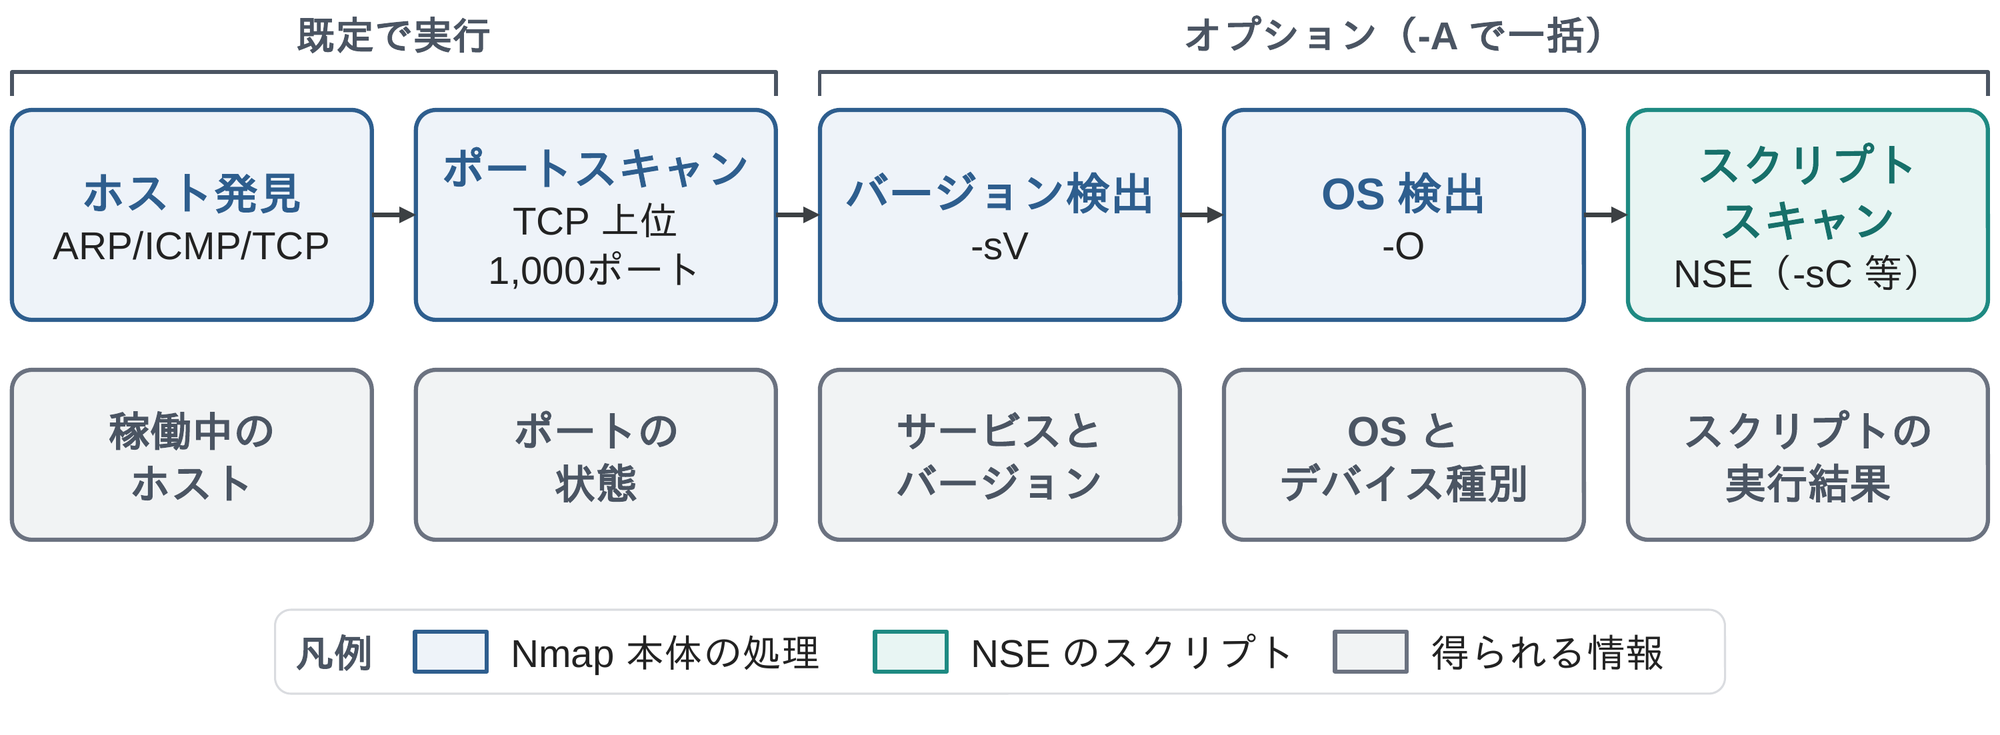 既定で実行
オプション（-A で一括）
ホスト発見
ARP/ICMP/TCP
ポートスキャン
TCP 上位
1,000ポート
バージョン検出
-sV
OS 検出
-O
スクリプト
スキャン
NSE（-sC 等）
稼働中の
ホスト
ポートの
状態
サービスと
バージョン
OS と
デバイス種別
スクリプトの
実行結果
凡例
Nmap 本体の処理
NSE のスクリプト
得られる情報